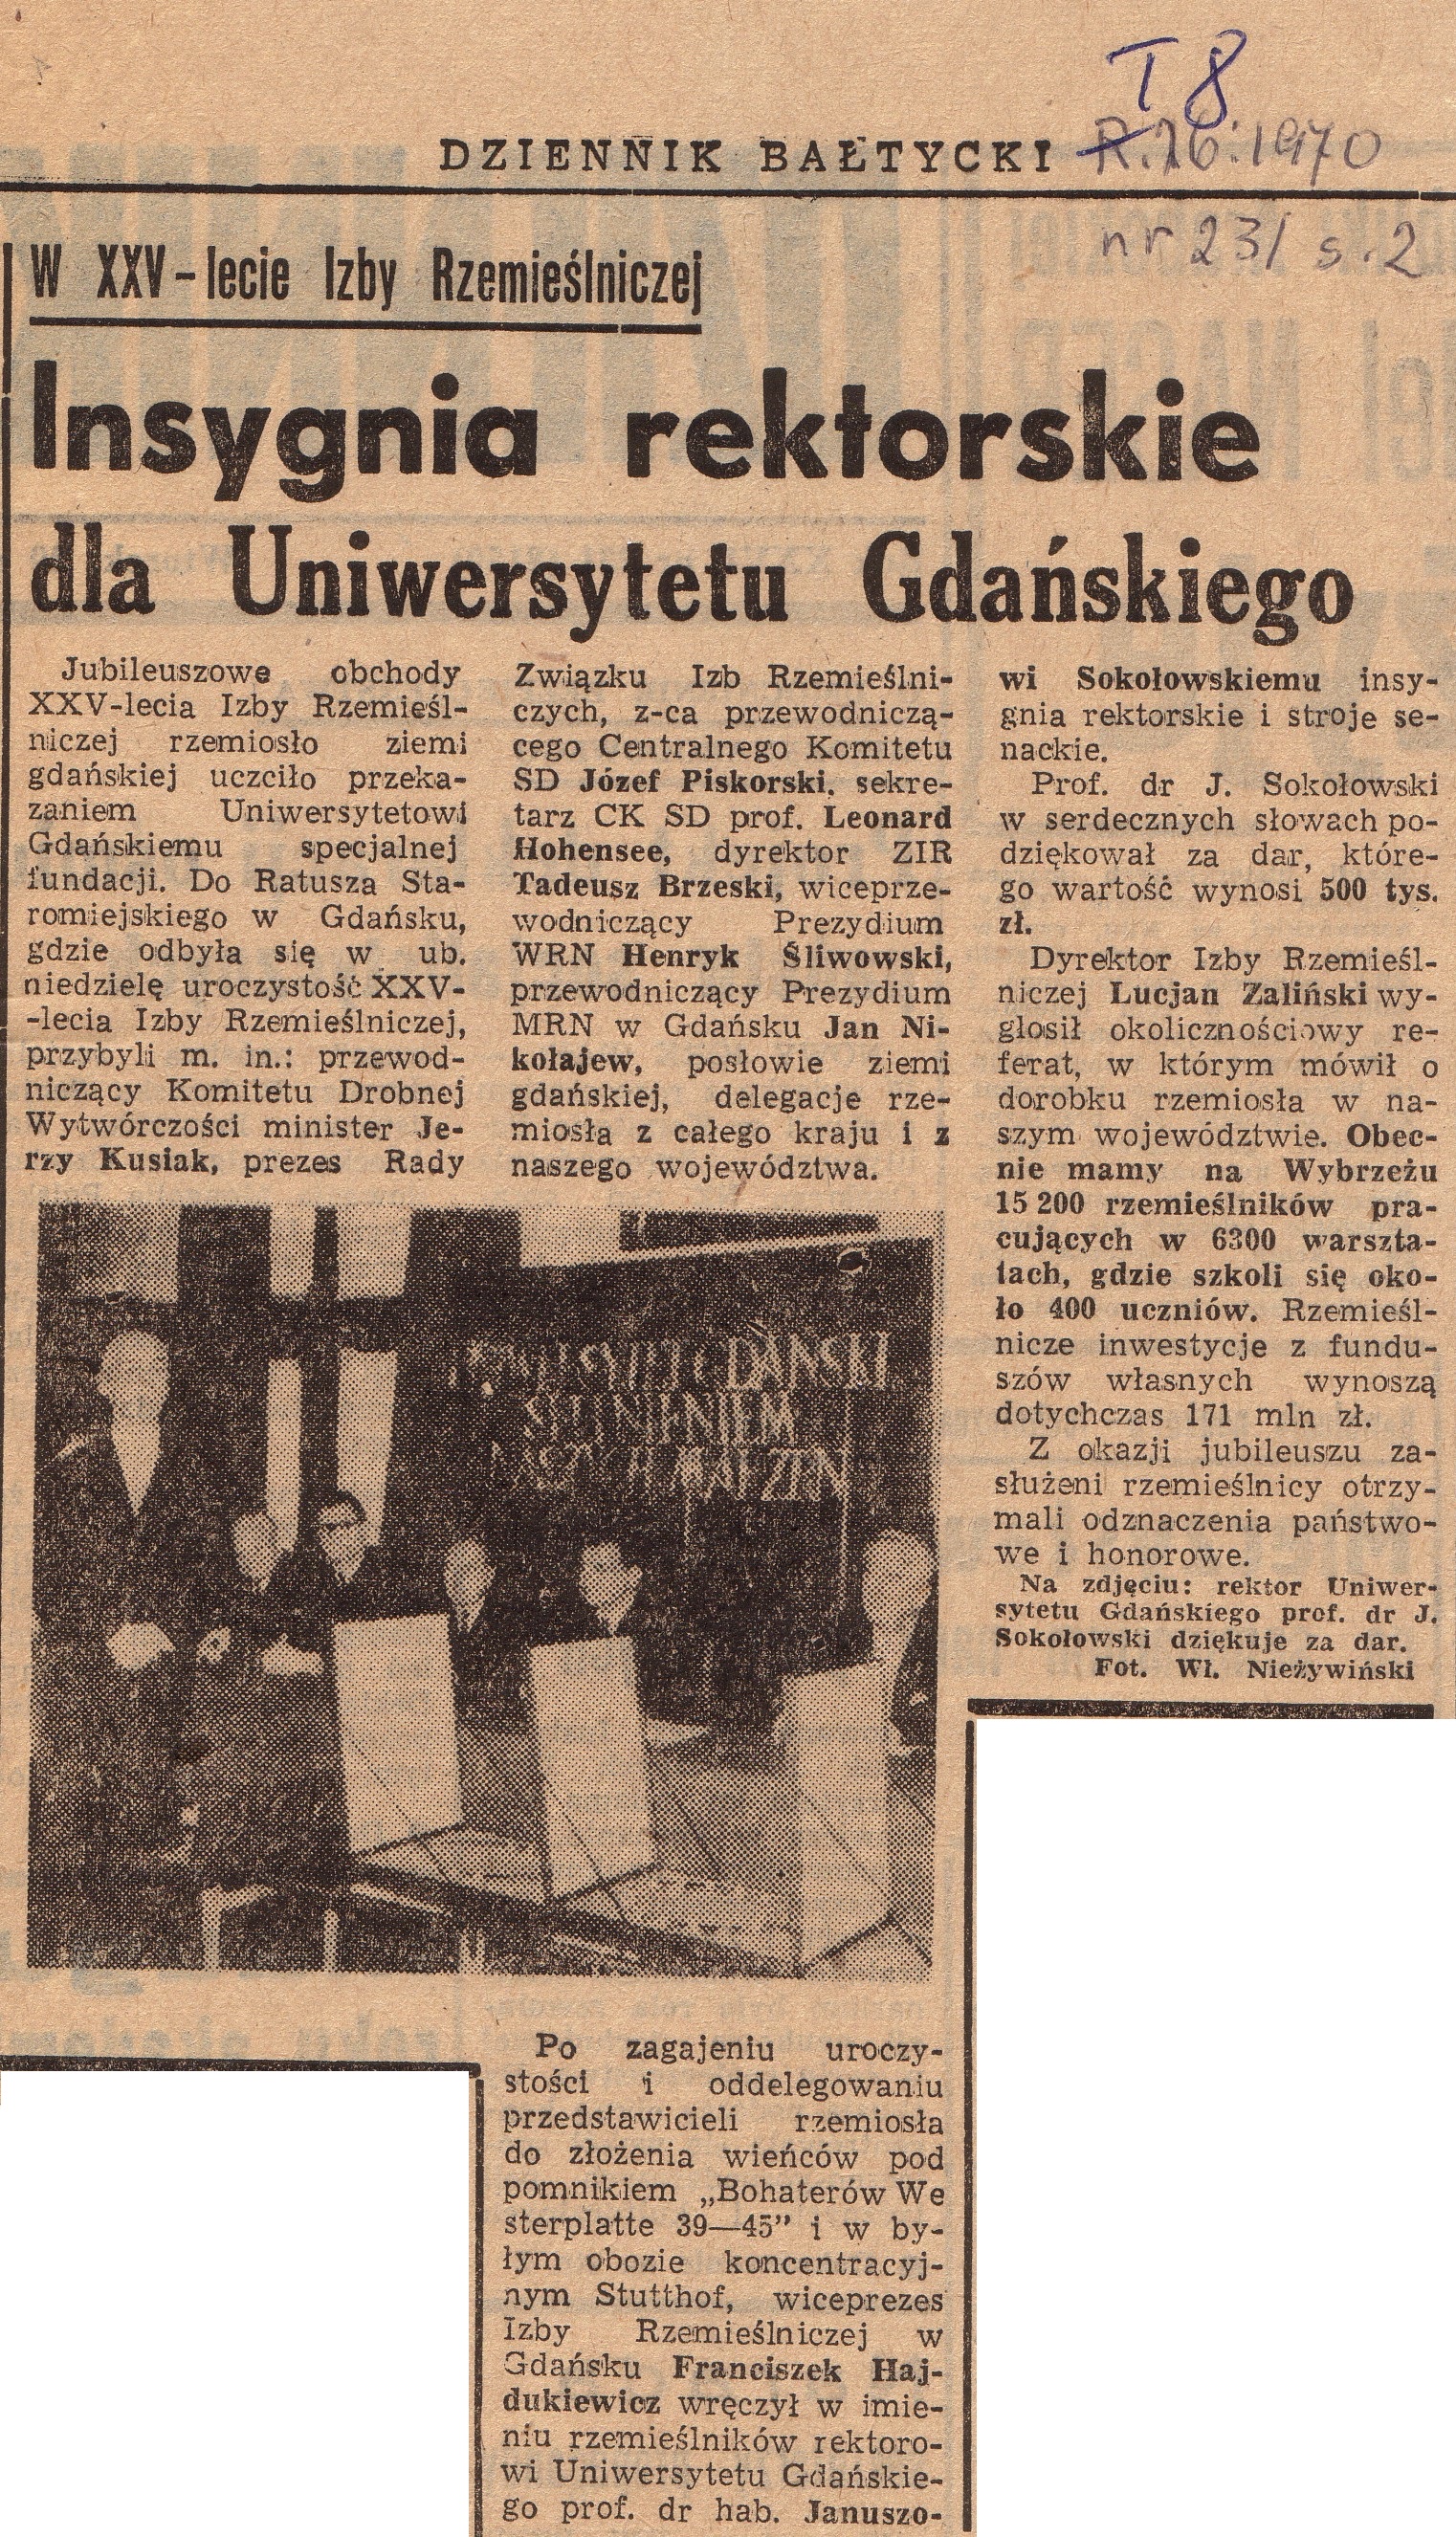 T 8
DZIENNIK BAŁTYCKI R.26:1970
nr 231 s.2
W XXV-lecie Izby Rzemieślniczej
Insygnia rektorskie
dla Uniwersytetu Gdańskiego
Jubileuszowe obchody
XXV-lecia Izby Rzemieśl-
niczej rzemiosło ziemi
gdańskiej uczciło przeka-
zaniem Uniwersytetowi
Gdańskiemu specjalnej
fundacji. Do Ratusza Sta-
romiejskiego w Gdańsku,
gdzie odbyła się w ub.
niedzielę uroczystość XXV-
-lecia Izby Rzemieślniczej,
przybyli m. in.: przewod-
niczący Komitetu Drobnej
Wytwórczości minister Je-
rzy Kusiak, prezes Rady
Związku Izb Rzemieślni-
czych, z-ca przewodniczą-
cego Centralnego Komitetu
SD Józef Piskorski, sekre-
tarz CK SD prof. Leonard
Hohensee, dyrektor ZIR
Tadeusz Brzeski, wiceprze-
wodniczący Prezydium
WRN Henryk Śliwowski,
przewodniczący Prezydium
MRN w Gdańsku Jan Ni-
kołajew, posłowie ziemi
gdańskiej, delegacje rze-
miosła z całego kraju i z
naszego województwa.
Po zagajeniu uroczy-
stości i oddelegowaniu
przedstawicieli rzemiosła
do złożenia wieńców pod
pomnikiem „Bohaterów We
sterplatte 39—45” i w by-
łym obozie koncentracyj-
nym Stutthof, wiceprezes
Izby Rzemieślniczej w
Gdańsku Franciszek Haj-
dukiewicz wręczył w imie-
niu rzemieślników rektoro-
wi Uniwersytetu Gdańskie-
go prof. dr hab. Januszo-
wi Sokołowskiemu insy-
gnia rektorskie i stroje se-
nackie.
Prof. dr J. Sokołowski
w serdecznych słowach po-
dziękował za dar, które-
go wartość wynosi 500 tys.
zł.
Dyrektor Izby Rzemieśl-
niczej Lucjan Zaliński wy-
głosił okolicznościowy re-
ferat, w którym mówił o
dorobku rzemiosła w na-
szym województwie. Obec-
nie mamy na Wybrzeżu
15 200 rzemieślników pra-
cujących w 6300 warszta-
tach, gdzie szkoli się oko-
ło 400 uczniów. Rzemieśl-
nicze inwestycje z fundu-
szów własnych wynoszą
dotychczas 171 mln zł.
Z okazji jubileuszu za-
służeni rzemieślnicy otrzy-
mali odznaczenia państwo-
we i honorowe.
Na zdjęciu: rektor Uniwer-
sytetu Gdańskiego prof. dr J.
Sokołowski dziękuje za dar.
Fot. Wł. Nieżywiński